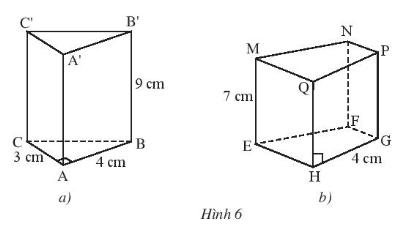 C' B'
A'
9 cm
C B
3 cm 4 cm
A
a)
N
M P
Q
7 cm
F
E G
4 cm
H
b)
Hình 6